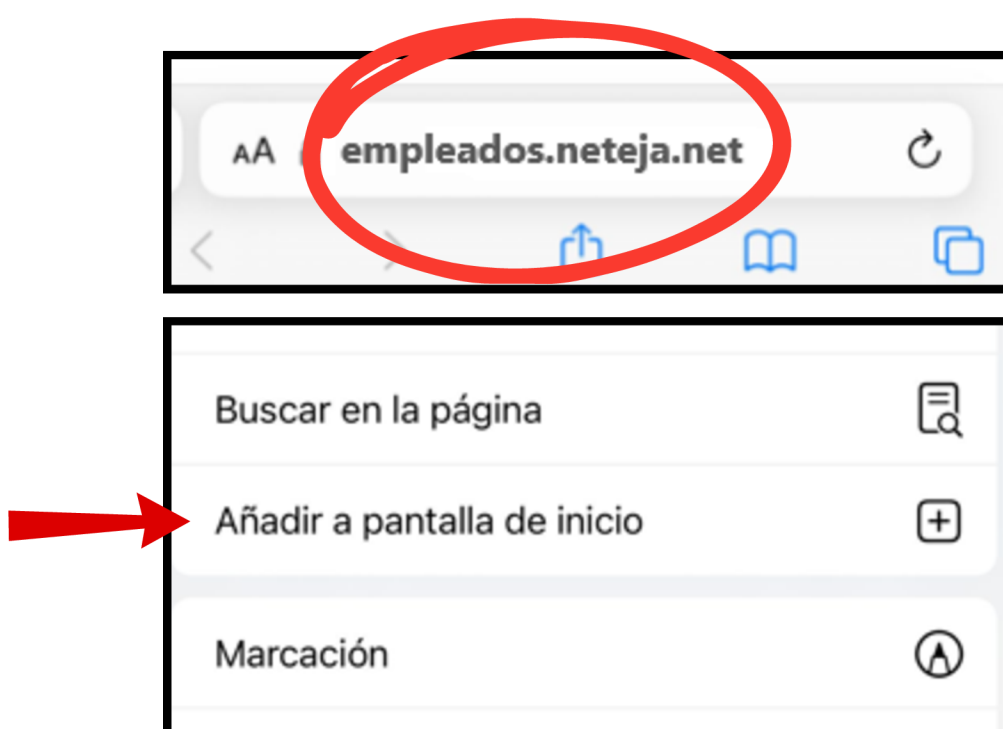 AA empleados.neteja.net
Buscar en la página
Añadir a pantalla de inicio
Marcación